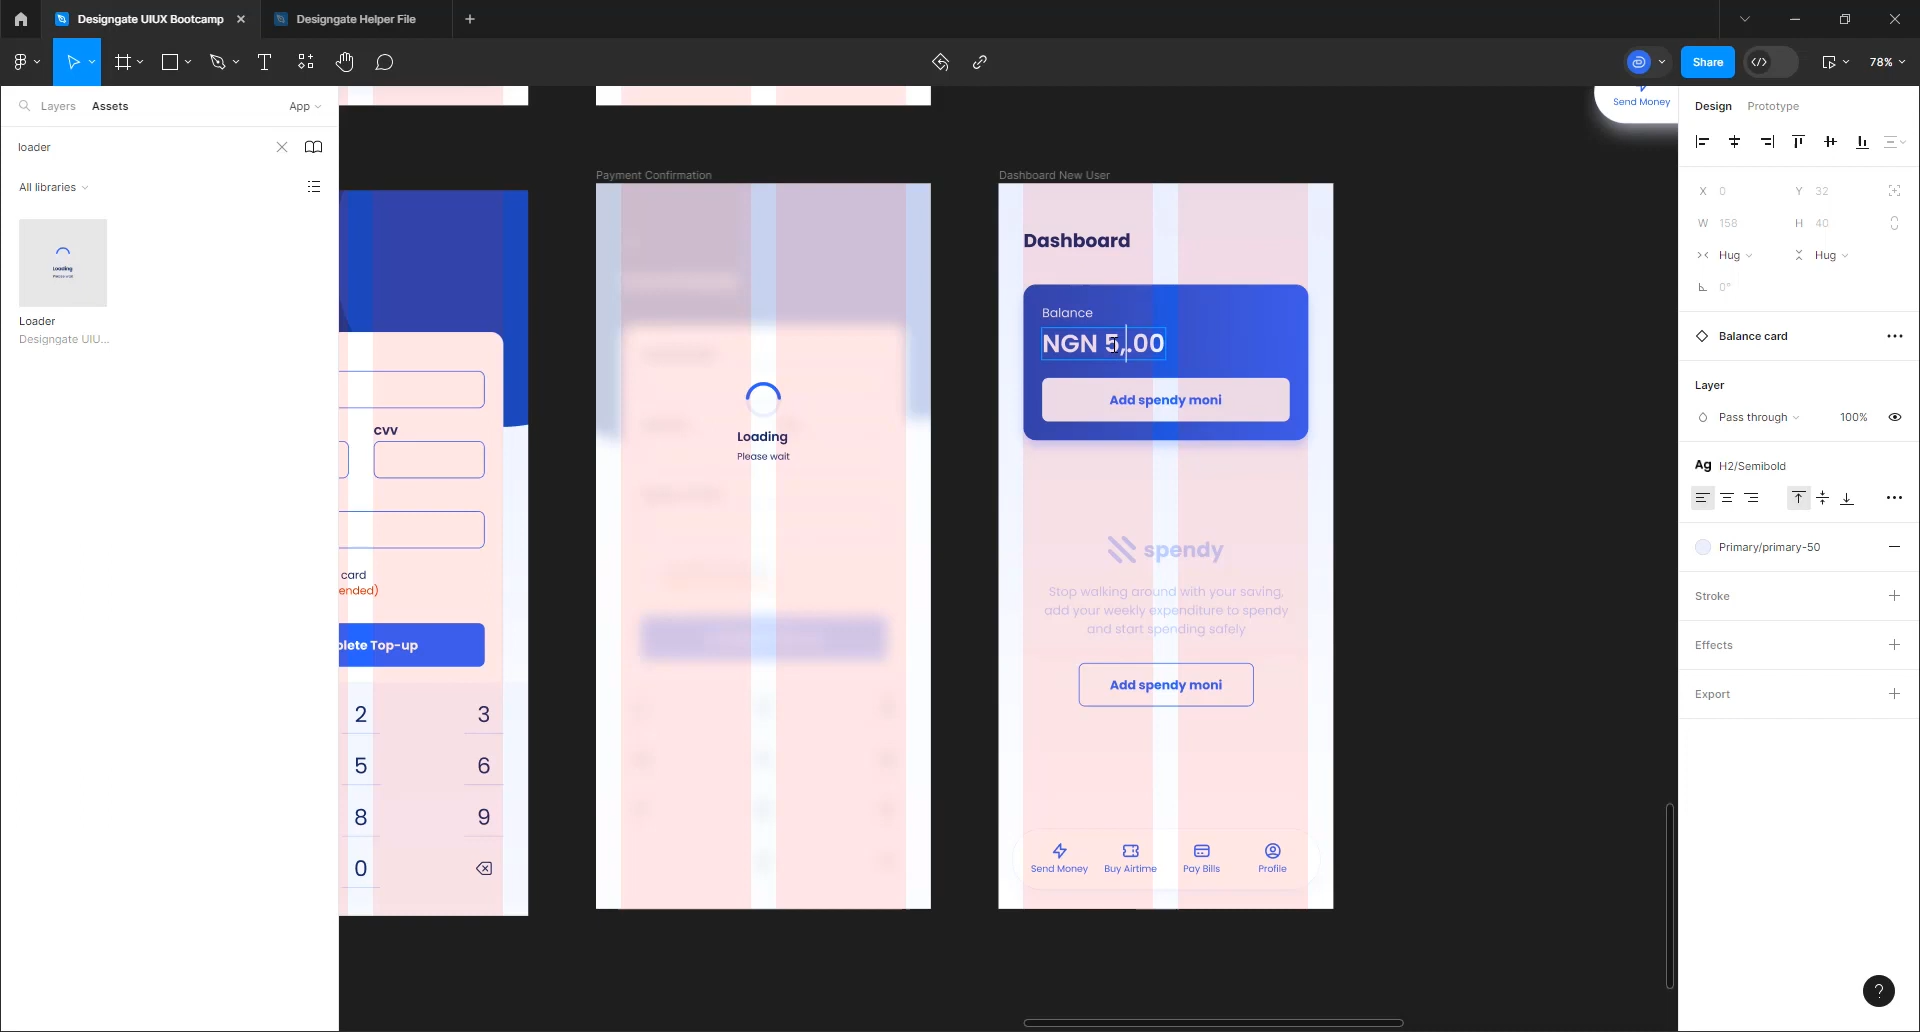 Designgate UIUX Bootcamp
Designgate Helper File
Share
78%
Layers
Assets
App
loader
All libraries
Loading
Please wait
Loader
Designgate UIU...
CVV
card
ended)
plete Top-up
2
3
5
6
8
9
0
Payment Confirmation
Loading
Please wait
Dashboard New User
Dashboard
Balance
NGN 5,.00
Add spendy moni
spendy
Stop walking around with your saving,
add your weekly expenditure to spendy
and start spending safely
Add spendy moni
Send Money
Buy Airtime
Pay Bills
Profile
Send Money
Design
Prototype
X 0
Y 32
W 158
H 40
Hug
Hug
0°
Balance card
Layer
Pass through
100%
Ag H2/Semibold
Primary/primary-50
Stroke
Effects
Export
?